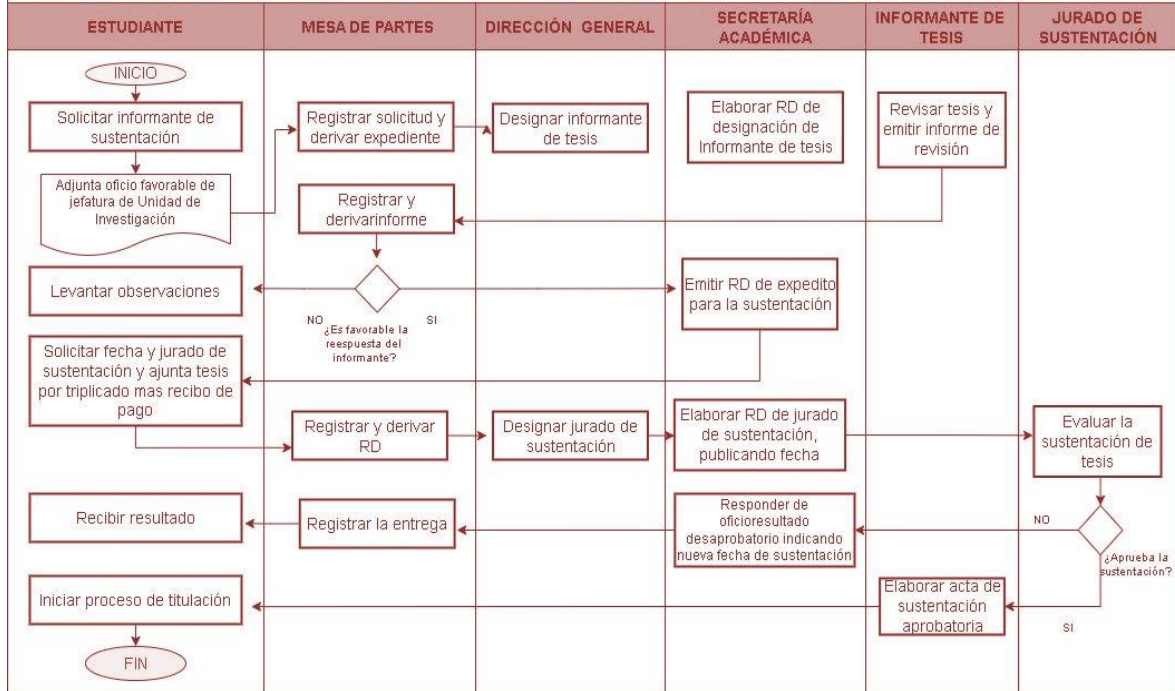 ESTUDIANTE
MESA DE PARTES
DIRECCIÓN GENERAL
SECRETARÍA
ACADÉMICA
INFORMANTE DE
TESIS
JURADO DE
SUSTENTACIÓN
INICIO
Solicitar informante de
sustentación
Registrar solicitud y
derivar expediente
Designar informante
de tesis
Elaborar RD de
designación de
Informante de tesis
Revisar tesis y
emitir informe de
revisión
Adjunta oficio favorable de
jefatura de Unidad de
Investigación
Registrar y
derivarinforme
Levantar observaciones
Emitir RD de expedito
para la sustentación
NO
SI
¿Es favorable la
reespuesta del
informante?
Solicitar fecha y jurado de
sustentación y ajunta tesis
por triplicado mas recibo de
pago
Registrar y derivar
RD
Designar jurado de
sustentación
Elaborar RD de jurado
de sustentación,
publicando fecha
Evaluar la
sustentación de
tesis
Recibir resultado
Registrar la entrega
Responder de
oficioresultado
desaprobatorio indicando
nueva fecha de sustentación
NO
¿Aprueba la
sustentación?
Iniciar proceso de titulación
Elaborar acta de
sustentación
aprobatoria
SI
FIN